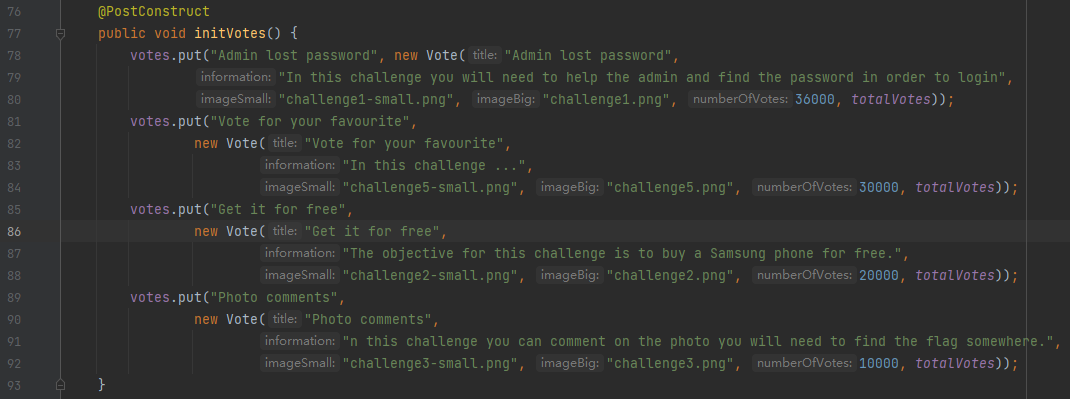 76 @PostConstruct
77 public void initVotes() {
78 votes.put("Admin lost password", new Vote( title: "Admin lost password",
79 information: "In this challenge you will need to help the admin and find the password in order to login",
80 imageSmall: "challenge1-small.png", imageBig: "challenge1.png", numberOfVotes: 36000, totalVotes));
81 votes.put("Vote for your favourite",
82 new Vote( title: "Vote for your favourite",
83 information: "In this challenge ...",
84 imageSmall: "challenge5-small.png", imageBig: "challenge5.png", numberOfVotes: 30000, totalVotes));
85 votes.put("Get it for free",
86 new Vote( title: "Get it for free",
87 information: "The objective for this challenge is to buy a Samsung phone for free.",
88 imageSmall: "challenge2-small.png", imageBig: "challenge2.png", numberOfVotes: 20000, totalVotes));
89 votes.put("Photo comments",
90 new Vote( title: "Photo comments",
91 information: "n this challenge you can comment on the photo you will need to find the flag somewhere.",
92 imageSmall: "challenge3-small.png", imageBig: "challenge3.png", numberOfVotes: 10000, totalVotes));
93 }